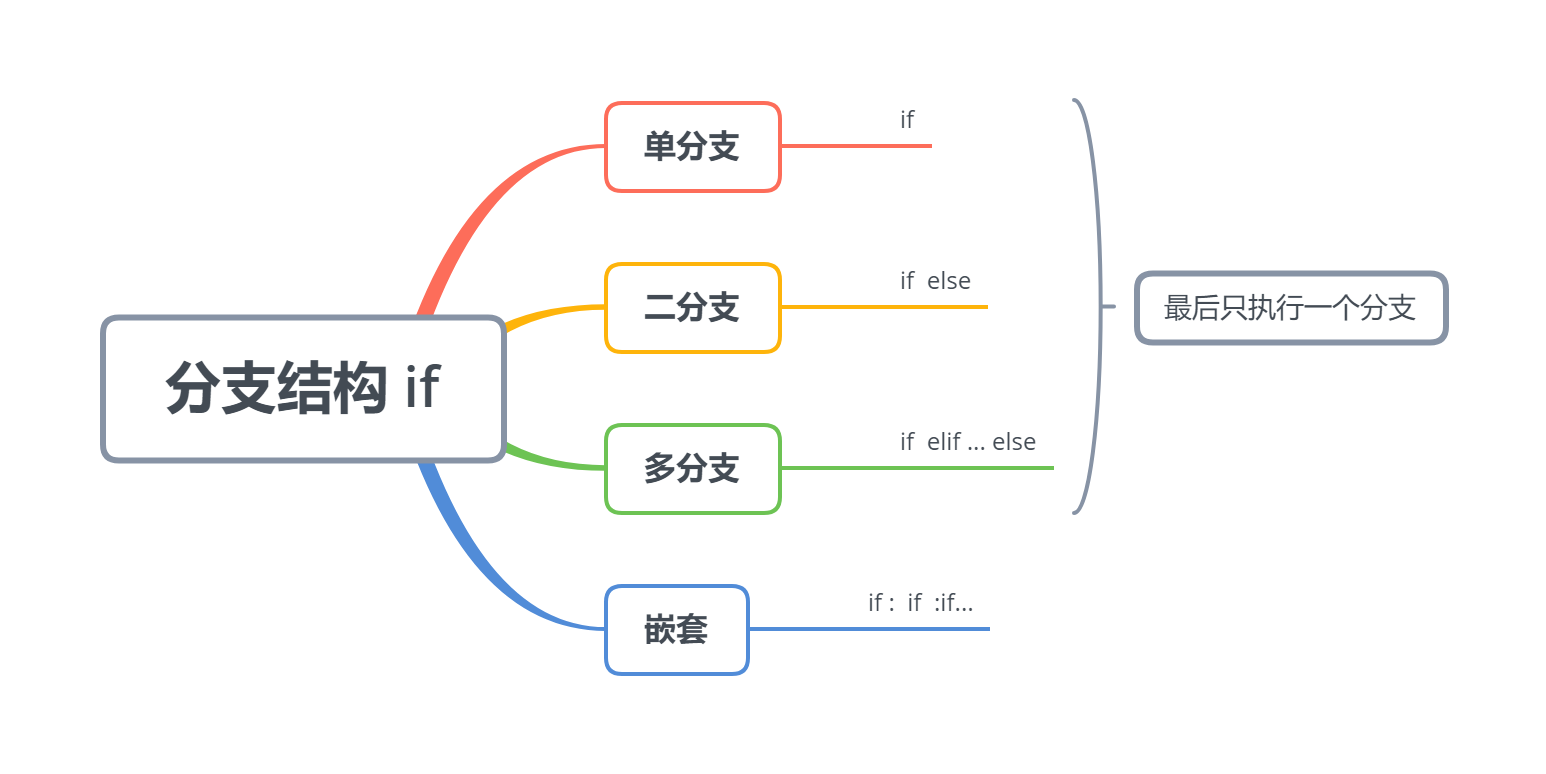 分支结构 if
单分支
if
二分支
if else
多分支
if elif ... else
嵌套
if : if :if...
最后只执行一个分支